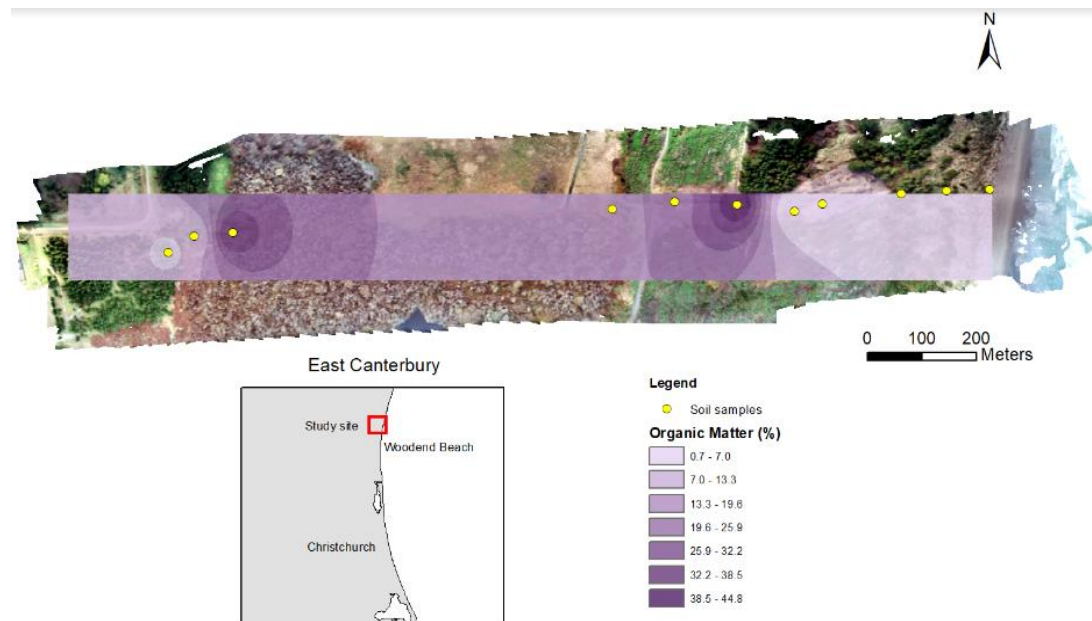 N
0 100 200
Meters
East Canterbury
Study site
Woodend Beach
Christchurch
Legend
Soil samples
Organic Matter (%)
0.7 - 7.0
7.0 - 13.3
13.3 - 19.6
19.6 - 25.9
25.9 - 32.2
32.2 - 38.5
38.5 - 44.8